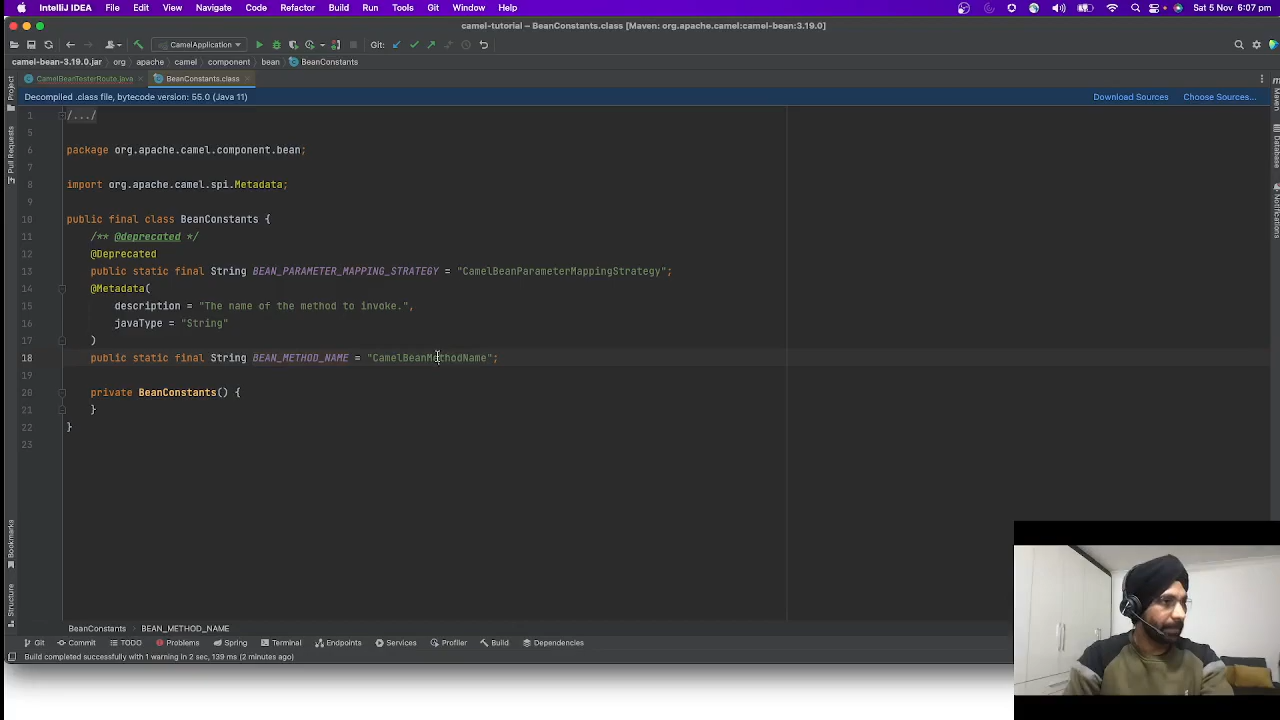 IntelliJ IDEA File Edit View Navigate Code Refactor Build Run Tools Git Window Help Sat 5 Nov 6:07 pm
camel-tutorial – BeanConstants.class [Maven: org.apache.camel:camel-bean:3.19.0]
CamelApplication Git:
camel-bean-3.19.0.jar org apache camel component bean BeanConstants
CamelBeanTesterRoute.java BeanConstants.class
Decompiled .class file, bytecode version: 55.0 (Java 11) Download Sources Choose Sources...
1 /.../
5
6 package org.apache.camel.component.bean;
7
8 import org.apache.camel.spi.Metadata;
9
10 public final class BeanConstants {
11 /** @deprecated */
12 @Deprecated
13 public static final String BEAN_PARAMETER_MAPPING_STRATEGY = "CamelBeanParameterMappingStrategy";
14 @Metadata(
15 description = "The name of the method to invoke.",
16 javaType = "String"
17 )
18 public static final String BEAN_METHOD_NAME = "CamelBeanMethodName";
19
20 private BeanConstants() {
21 }
22 }
23
Project
Pull Requests
Bookmarks
Structure
Maven
Database
Notifications
BeanConstants BEAN_METHOD_NAME
Git Commit TODO Problems Spring Terminal Endpoints Services Profiler Build Dependencies
Build completed successfully with 1 warning in 2 sec, 139 ms (2 minutes ago)